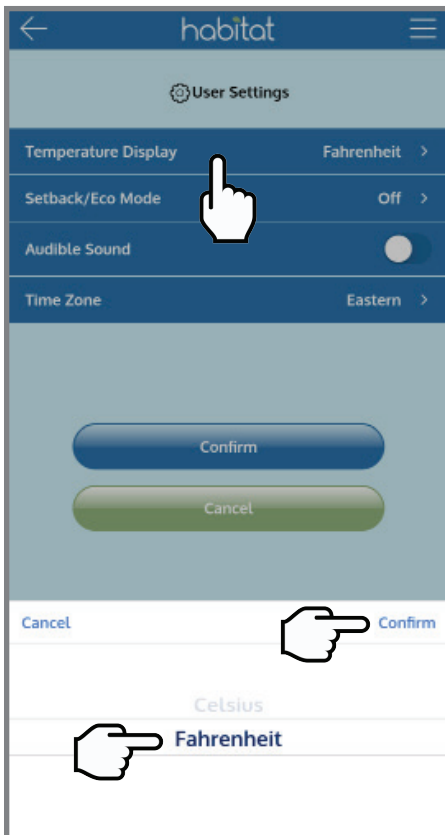 habitat
User Settings
Temperature Display Fahrenheit >
Setback/Eco Mode Off >
Audible Sound
Time Zone Eastern >
Confirm
Cancel
Cancel Confirm
Celsius
Fahrenheit